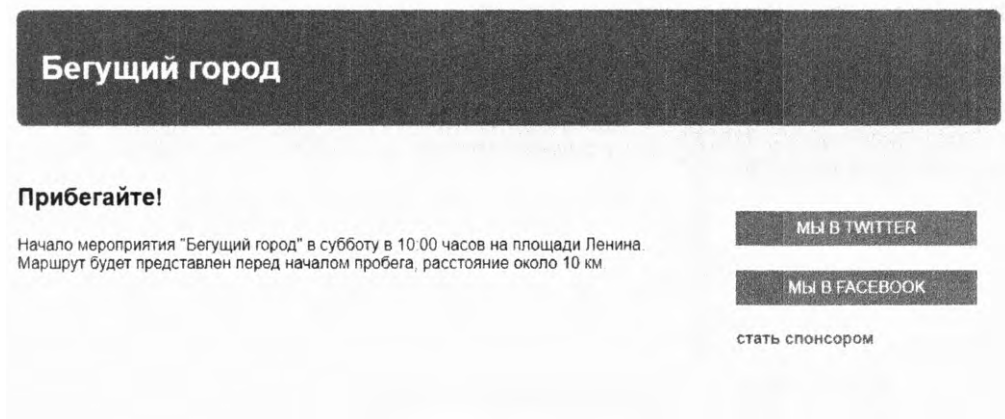 Бегущий город
Прибегайте!
Начало мероприятия "Бегущий город" в субботу в 10:00 часов на площади Ленина.
Маршрут будет представлен перед началом пробега, расстояние около 10 км
МЫ В TWITTER
МЫ В FACEBOOK
стать спонсором